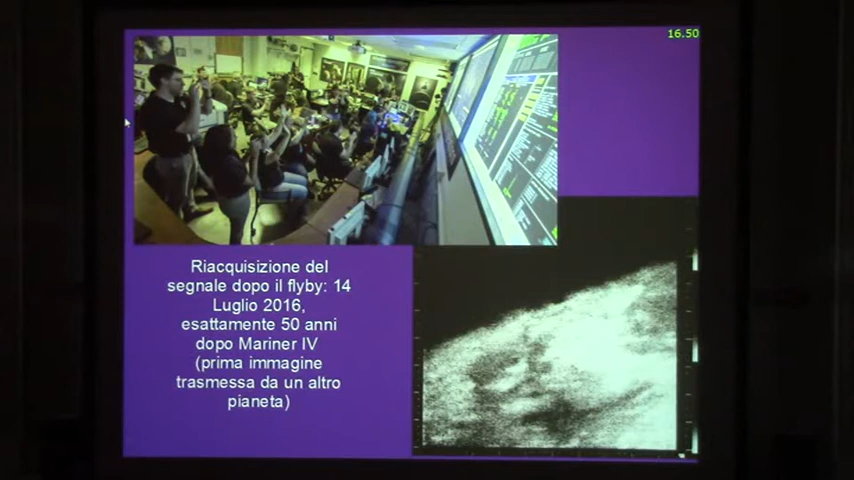 16.50
Riacquisizione del
segnale dopo il flyby: 14
Luglio 2016,
esattamente 50 anni
dopo Mariner IV
(prima immagine
trasmessa da un altro
pianeta)